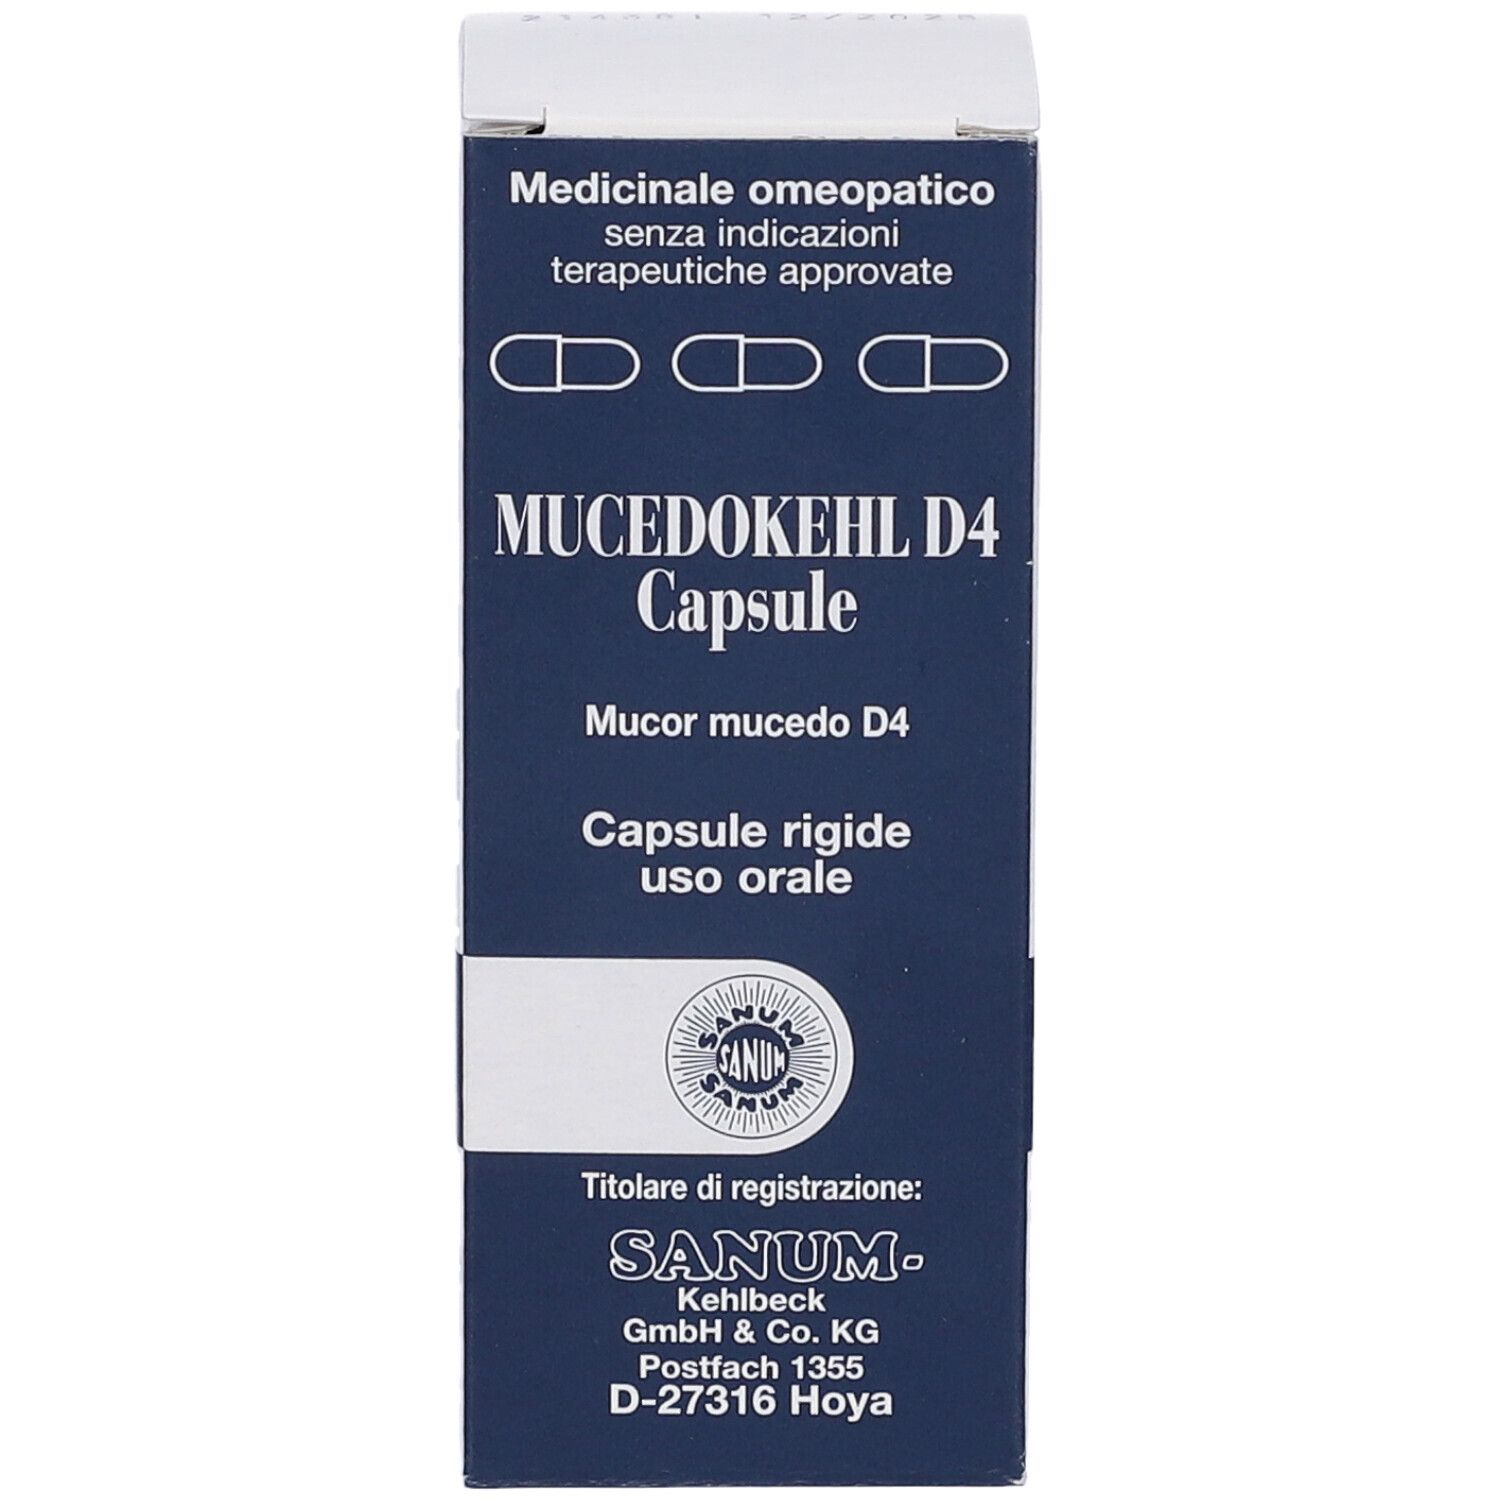 Medicinale omeopatico
senza indicazioni
terapeutiche approvate
MUCEDOKEHL D4
Capsule
Mucor mucedo D4
Capsule rigide
uso orale
SANUM
SANUM
SANUM
Titolare di registrazione:
SANUM-
Kehlbeck
GmbH & Co. KG
Postfach 1355
D-27316 Hoya